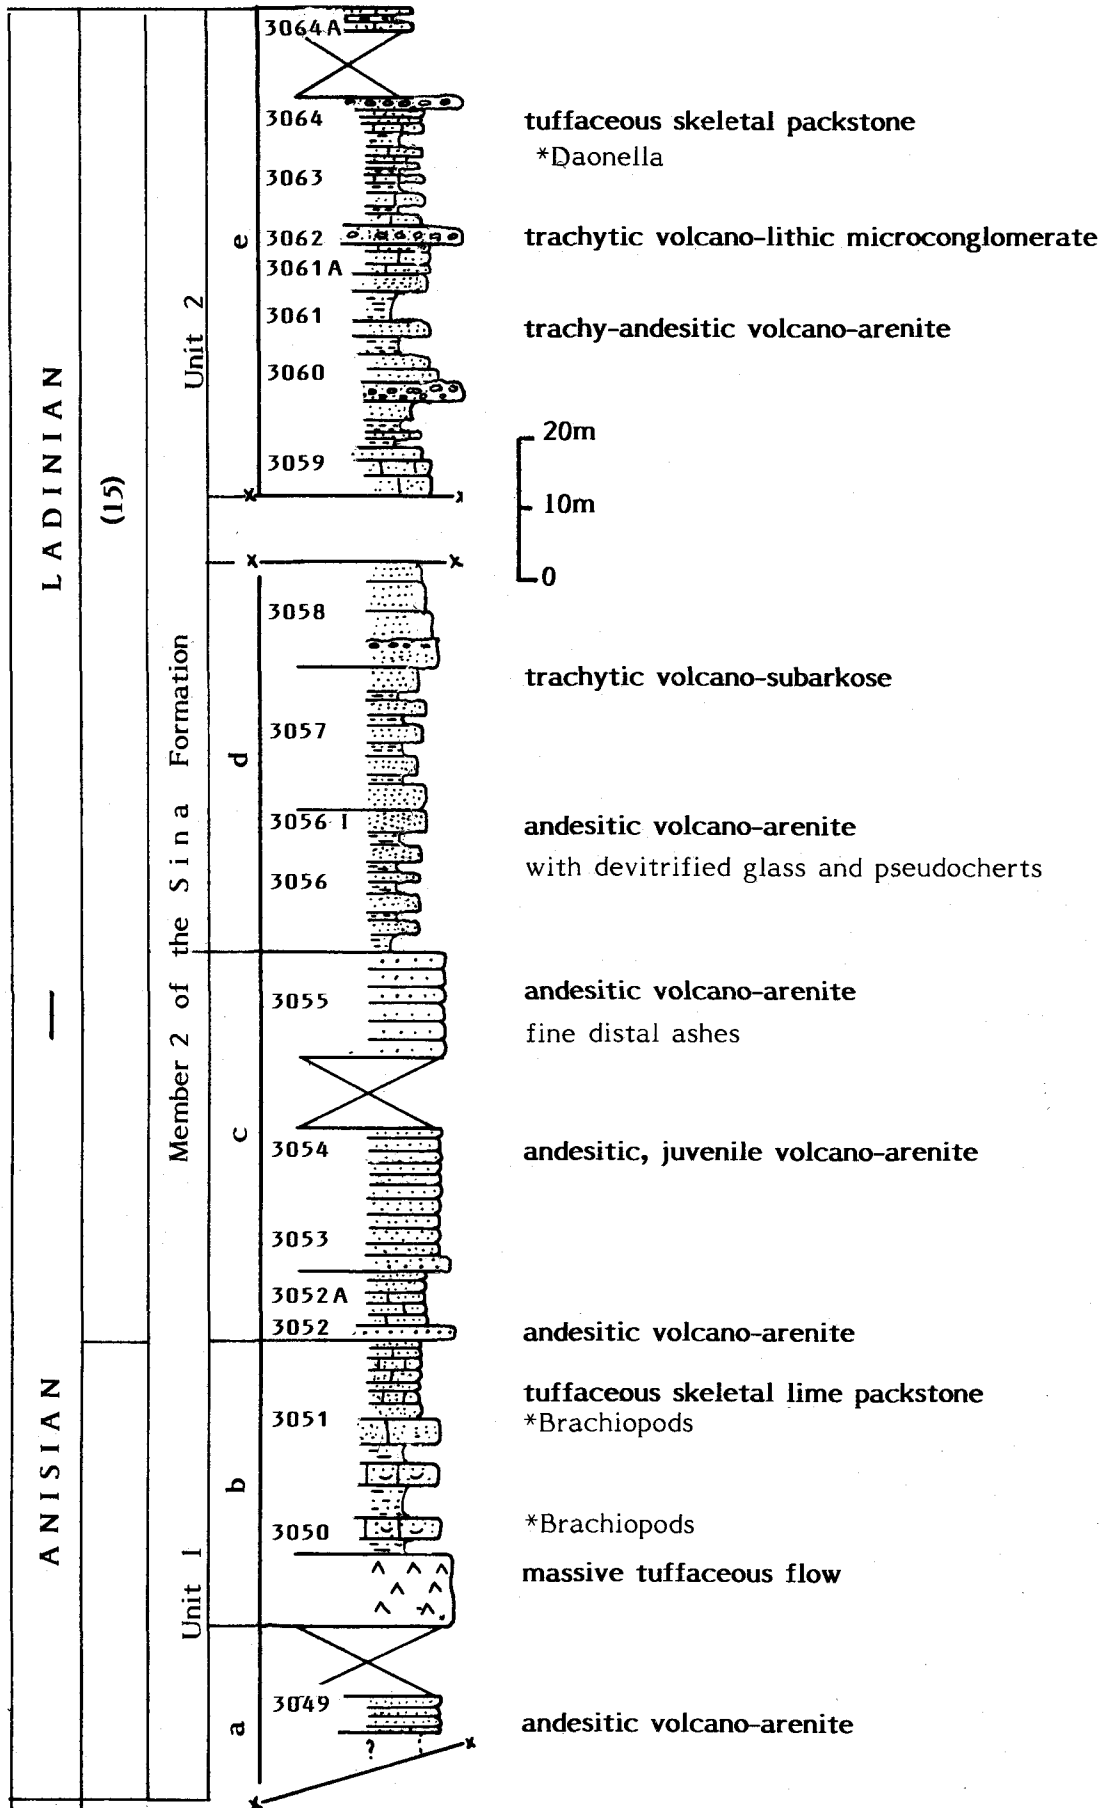 LADINIAN — ANISIAN
(15)
Member 2 of the Sina Formation
Unit 2
Unit 1
e
d
c
b
a
3064A
3064
tuffaceous skeletal packstone
*Daonella
3063
3062
trachytic volcano-lithic microconglomerate
3061A
3061
trachy-andesitic volcano-arenite
3060
20m
3059
10m
0
3058
trachytic volcano-subarkose
3057
3056 I
andesitic volcano-arenite
with devitrified glass and pseudocherts
3056
3055
andesitic volcano-arenite
fine distal ashes
3054
andesitic, juvenile volcano-arenite
3053
3052A
3052
andesitic volcano-arenite
tuffaceous skeletal lime packstone
3051
*Brachiopods
3050
*Brachiopods
massive tuffaceous flow
3049
andesitic volcano-arenite
?